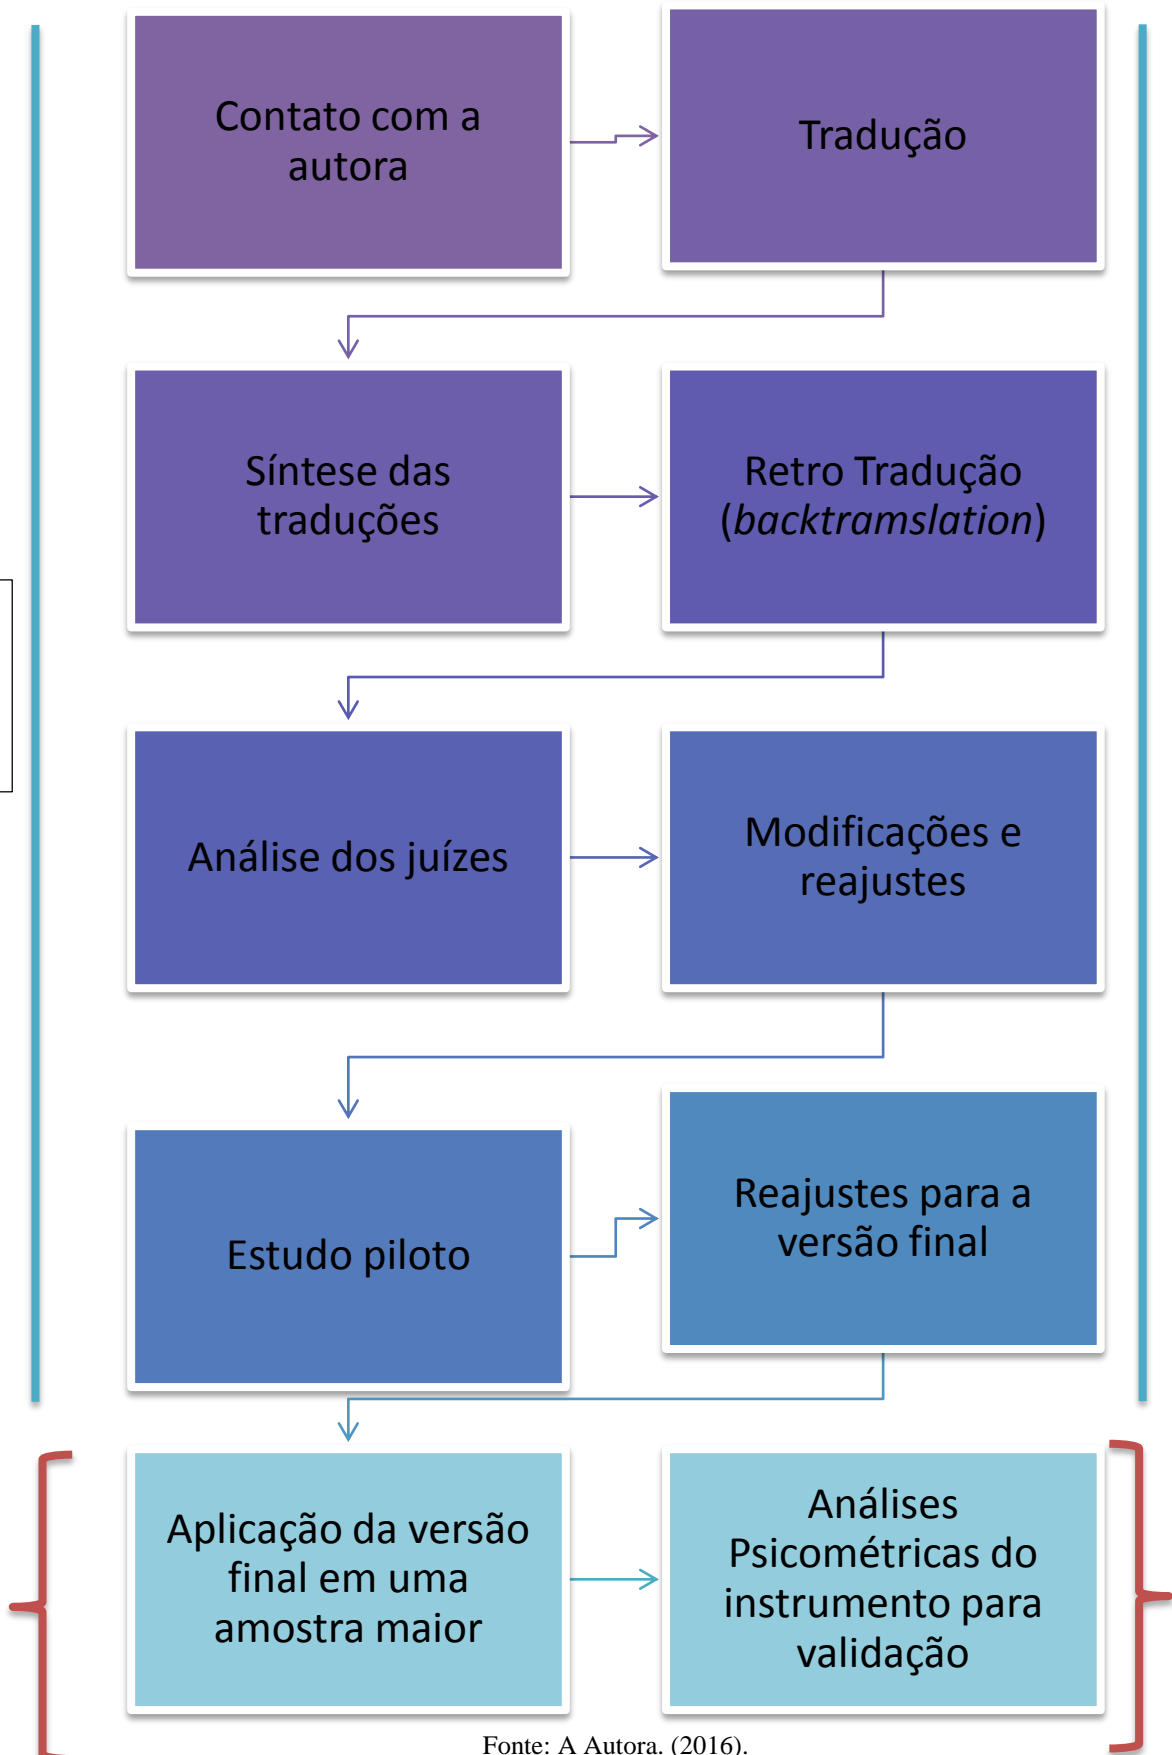 Contato com a
autora
Tradução
Síntese das
traduções
Retro Tradução
(backtramslation)
Análise dos juízes
Modificações e
reajustes
Estudo piloto
Reajustes para a
versão final
Aplicação da versão
final em uma
amostra maior
Análises
Psicométricas do
instrumento para
validação
Fonte: A Autora. (2016).